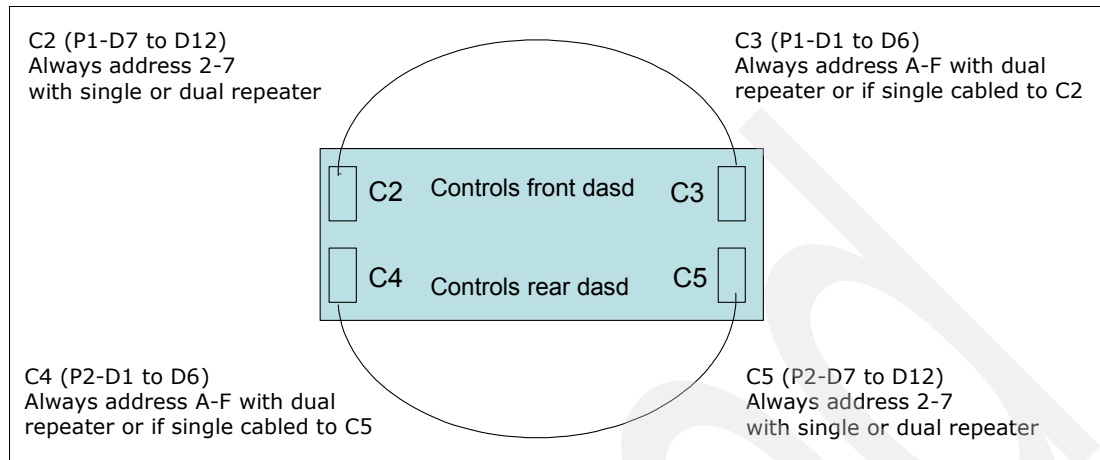 C2 (P1-D7 to D12)
Always address 2-7
with single or dual repeater
C3 (P1-D1 to D6)
Always address A-F with dual
repeater or if single cabled to C2
C2 Controls front dasd C3
C4 Controls rear dasd C5
C4 (P2-D1 to D6)
Always address A-F with dual
repeater or if single cabled to C5
C5 (P2-D7 to D12)
Always address 2-7
with single or dual repeater